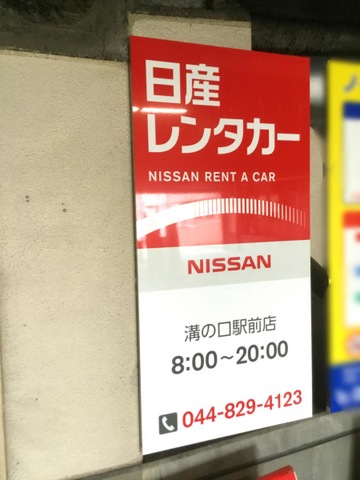 日産
レンタカー
NISSAN RENT A CAR
NISSAN
溝の口駅前店
8:00～20:00
044-829-4123